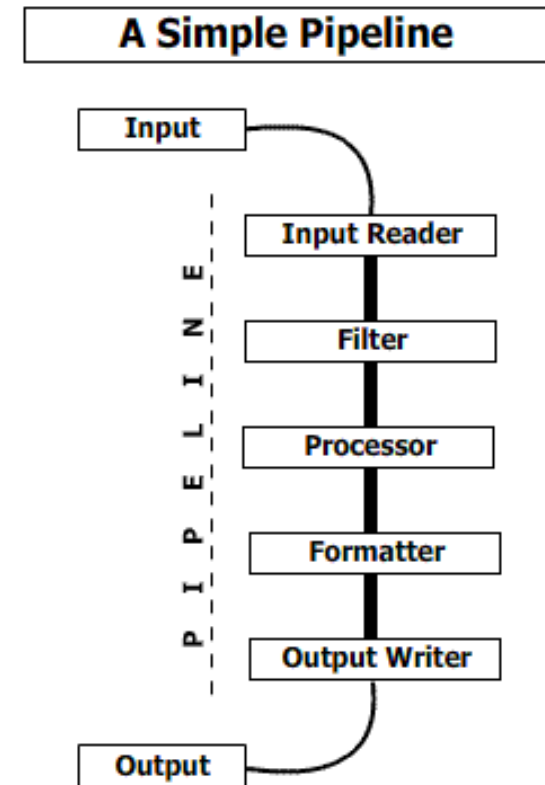 A Simple Pipeline
Input
Input Reader
Filter
Processor
Formatter
Output Writer
Output
P I P E L I N E